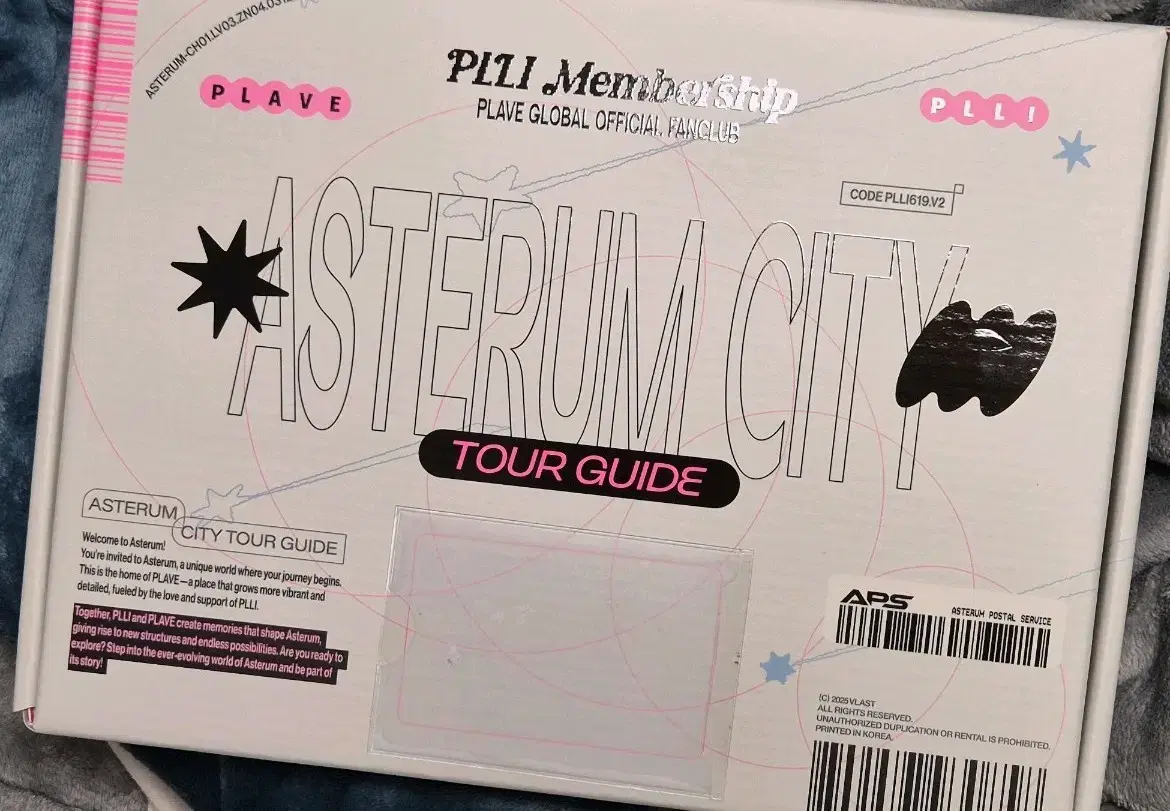 ASTERUM-CH01.LV03.ZN04.0312
PLAVE
PLLI Membership
PLAVE GLOBAL OFFICIAL FANCLUB
PLLI
CODE PLLI619.V2
ASTERUM CITY
TOUR GUIDE
ASTERUM
CITY TOUR GUIDE
Welcome to Asterum!
You're invited to Asterum, a unique world where your journey begins.
This is the home of PLAVE—a place that grows more vibrant and
detailed, fueled by the love and support of PLLI.
Together, PLLI and PLAVE create memories that shape Asterum,
giving rise to new structures and endless possibilities. Are you ready to
explore? Step into the ever-evolving world of Asterum and be part of
its story!
APS
ASTERUM POSTAL SERVICE
(C) 2025 VLAST
ALL RIGHTS RESERVED.
UNAUTHORIZED DUPLICATION OR RENTAL IS PROHIBITED.
PRINTED IN KOREA.